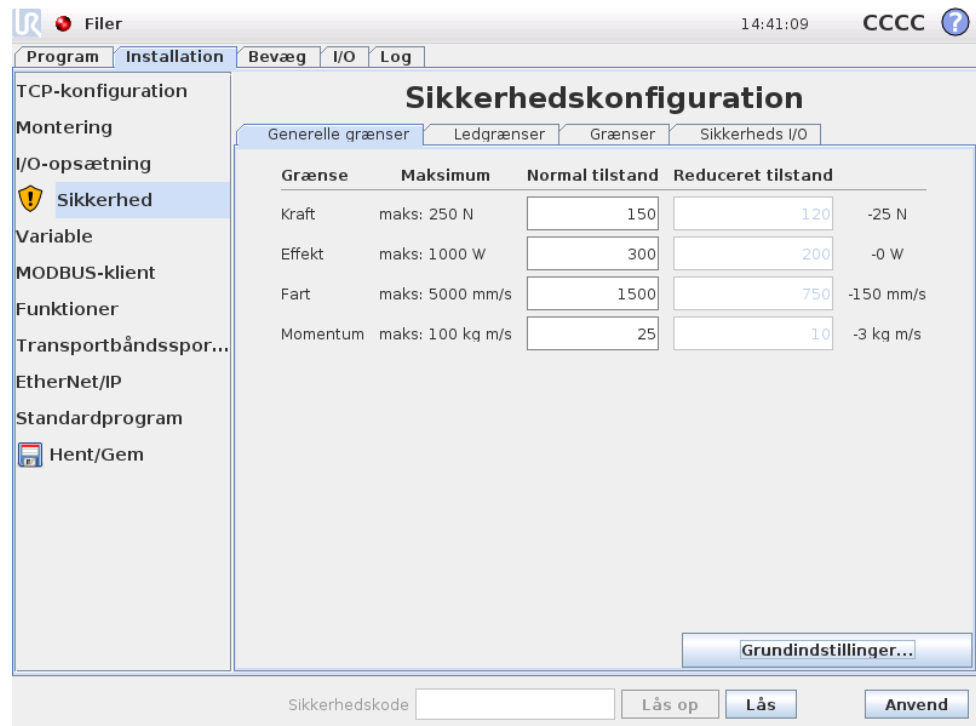 UR Filer 14:41:09 CCCC ?
Program Installation Bevæg I/O Log
TCP-konfiguration
Montering
I/O-opsætning
Sikkerhed
Variable
MODBUS-klient
Funktioner
Transportbåndsspor...
EtherNet/IP
Standardprogram
Hent/Gem
Sikkerhedskonfiguration
Generelle grænser Ledgrænser Grænser Sikkerheds I/O
Grænse Maksimum Normal tilstand Reduceret tilstand
Kraft maks: 250 N 150 120 -25 N
Effekt maks: 1000 W 300 200 -0 W
Fart maks: 5000 mm/s 1500 750 -150 mm/s
Momentum maks: 100 kg m/s 25 10 -3 kg m/s
Grundindstillinger...
Sikkerhedskode Lås op Lås Anvend